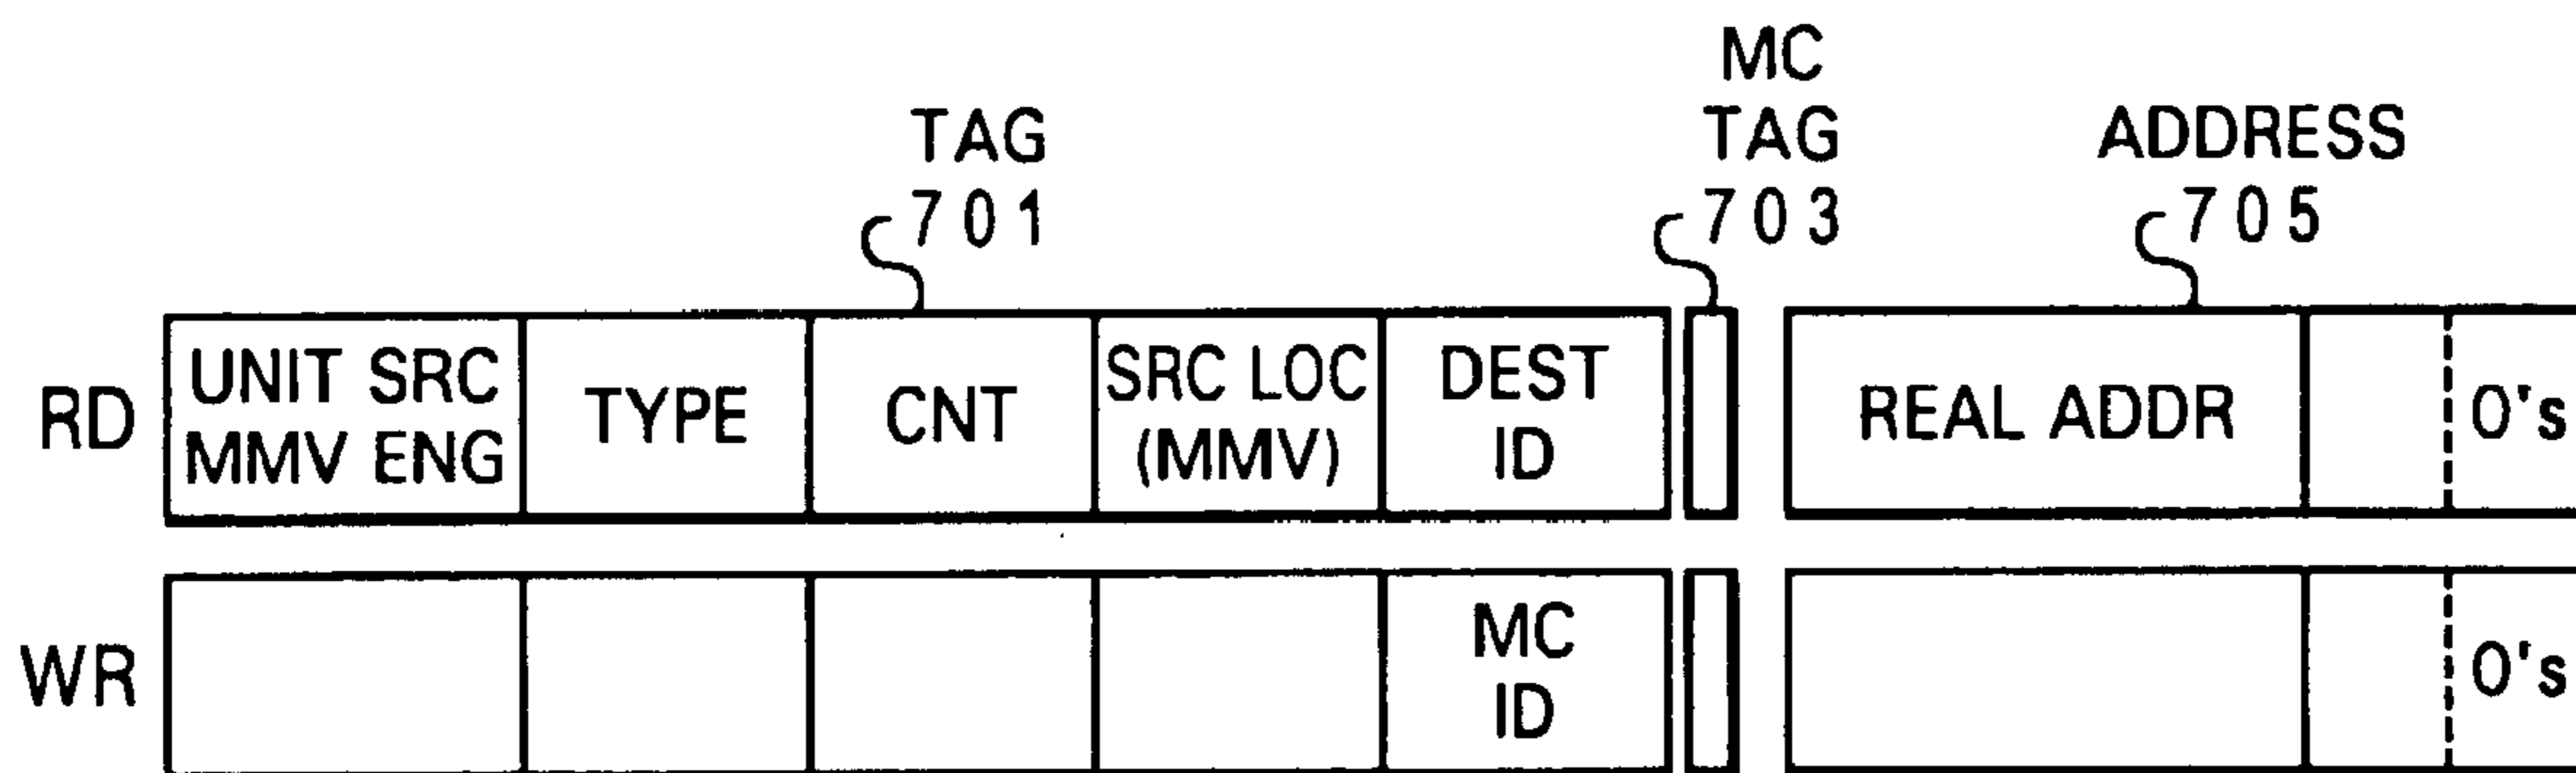 MC
TAG TAG ADDRESS
701 703 705
RD UNIT SRC MMV ENG TYPE CNT SRC LOC (MMV) DEST ID REAL ADDR 0's
WR MC ID 0's